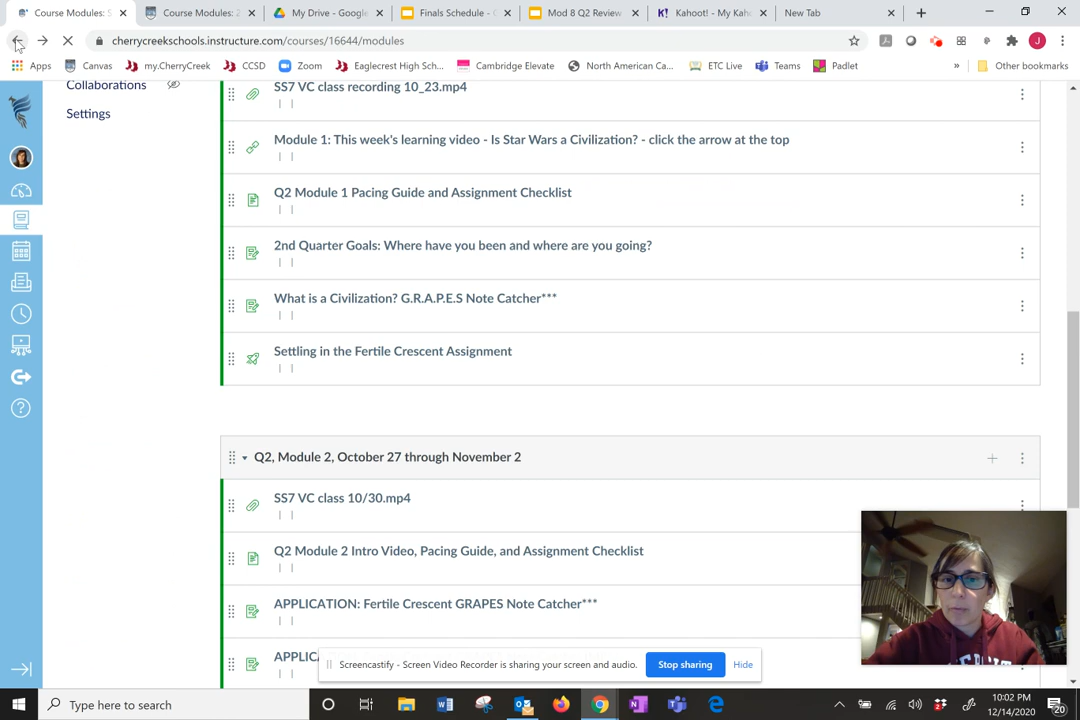 Course Modules: S
Course Modules: 2
My Drive - Google
Finals Schedule - G
Mod 8 Q2 Review
K! Kahoot! - My Kah
New Tab
cherrycreekschools.instructure.com/courses/16644/modules
J
Apps
Canvas
my.CherryCreek
CCSD
Zoom
Eaglecrest High Sch...
Cambridge Elevate
North American Ca...
ETC Live
Teams
Padlet
»
Other bookmarks
Collaborations
Settings
SS7 VC class recording 10_23.mp4
Module 1: This week's learning video - Is Star Wars a Civilization? - click the arrow at the top
Q2 Module 1 Pacing Guide and Assignment Checklist
2nd Quarter Goals: Where have you been and where are you going?
What is a Civilization? G.R.A.P.E.S Note Catcher***
Settling in the Fertile Crescent Assignment
Q2, Module 2, October 27 through November 2
SS7 VC class 10/30.mp4
Q2 Module 2 Intro Video, Pacing Guide, and Assignment Checklist
APPLICATION: Fertile Crescent GRAPES Note Catcher***
APPLIC
Screencastify - Screen Video Recorder is sharing your screen and audio.
Stop sharing
Hide
Type here to search
10:02 PM
12/14/2020
20